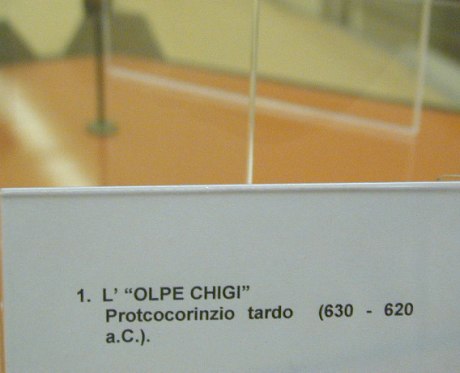 1. L' “OLPE CHIGI”
Protcocorinzio tardo (630 - 620
a.C.).